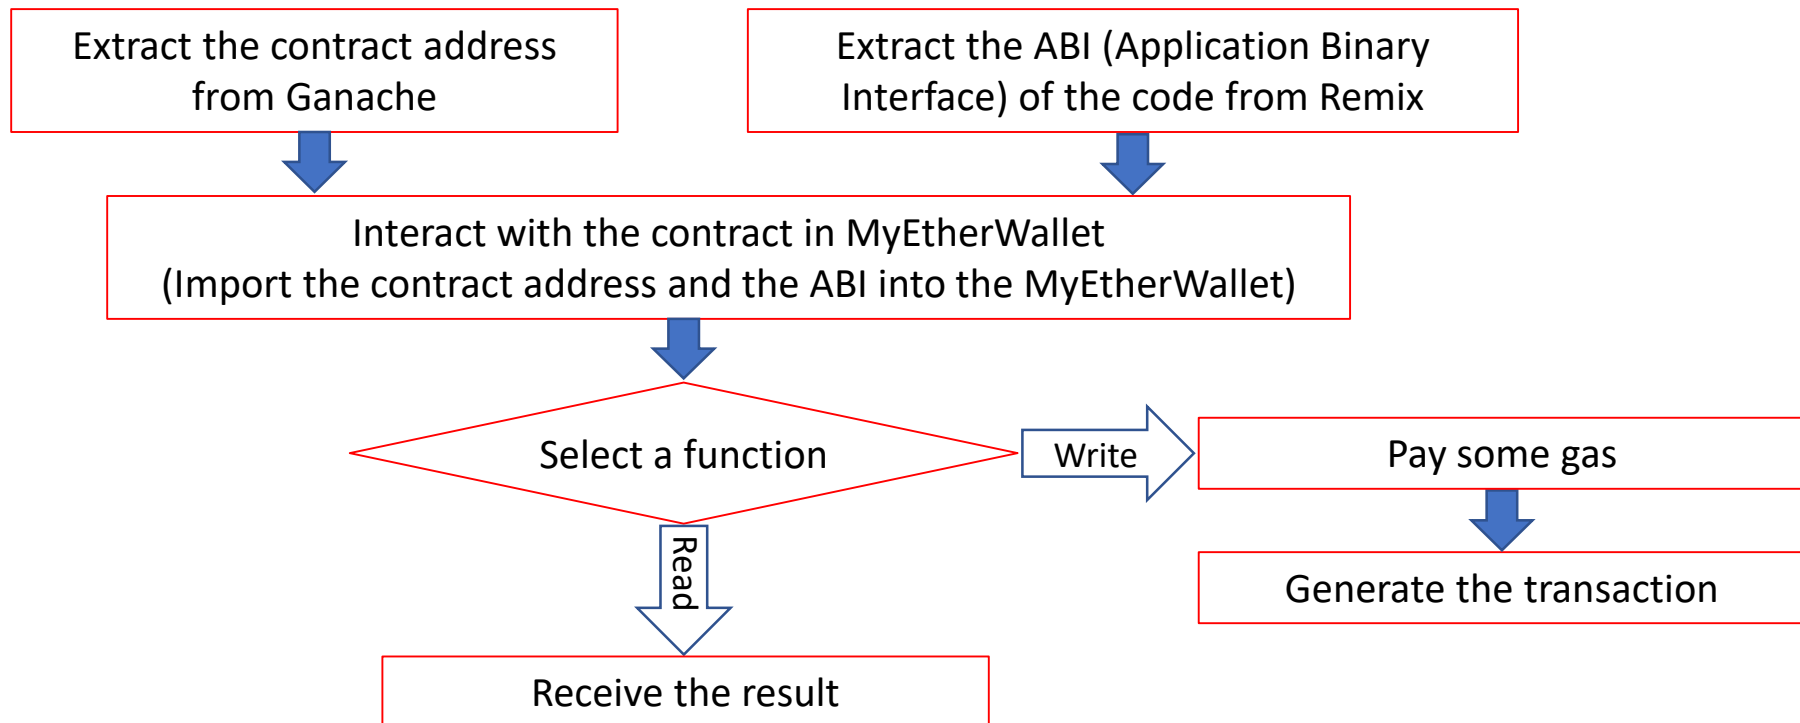 Extract the contract address
from Ganache
Extract the ABI (Application Binary
Interface) of the code from Remix
Interact with the contract in MyEtherWallet
(Import the contract address and the ABI into the MyEtherWallet)
Select a function
Write
Pay some gas
Read
Generate the transaction
Receive the result